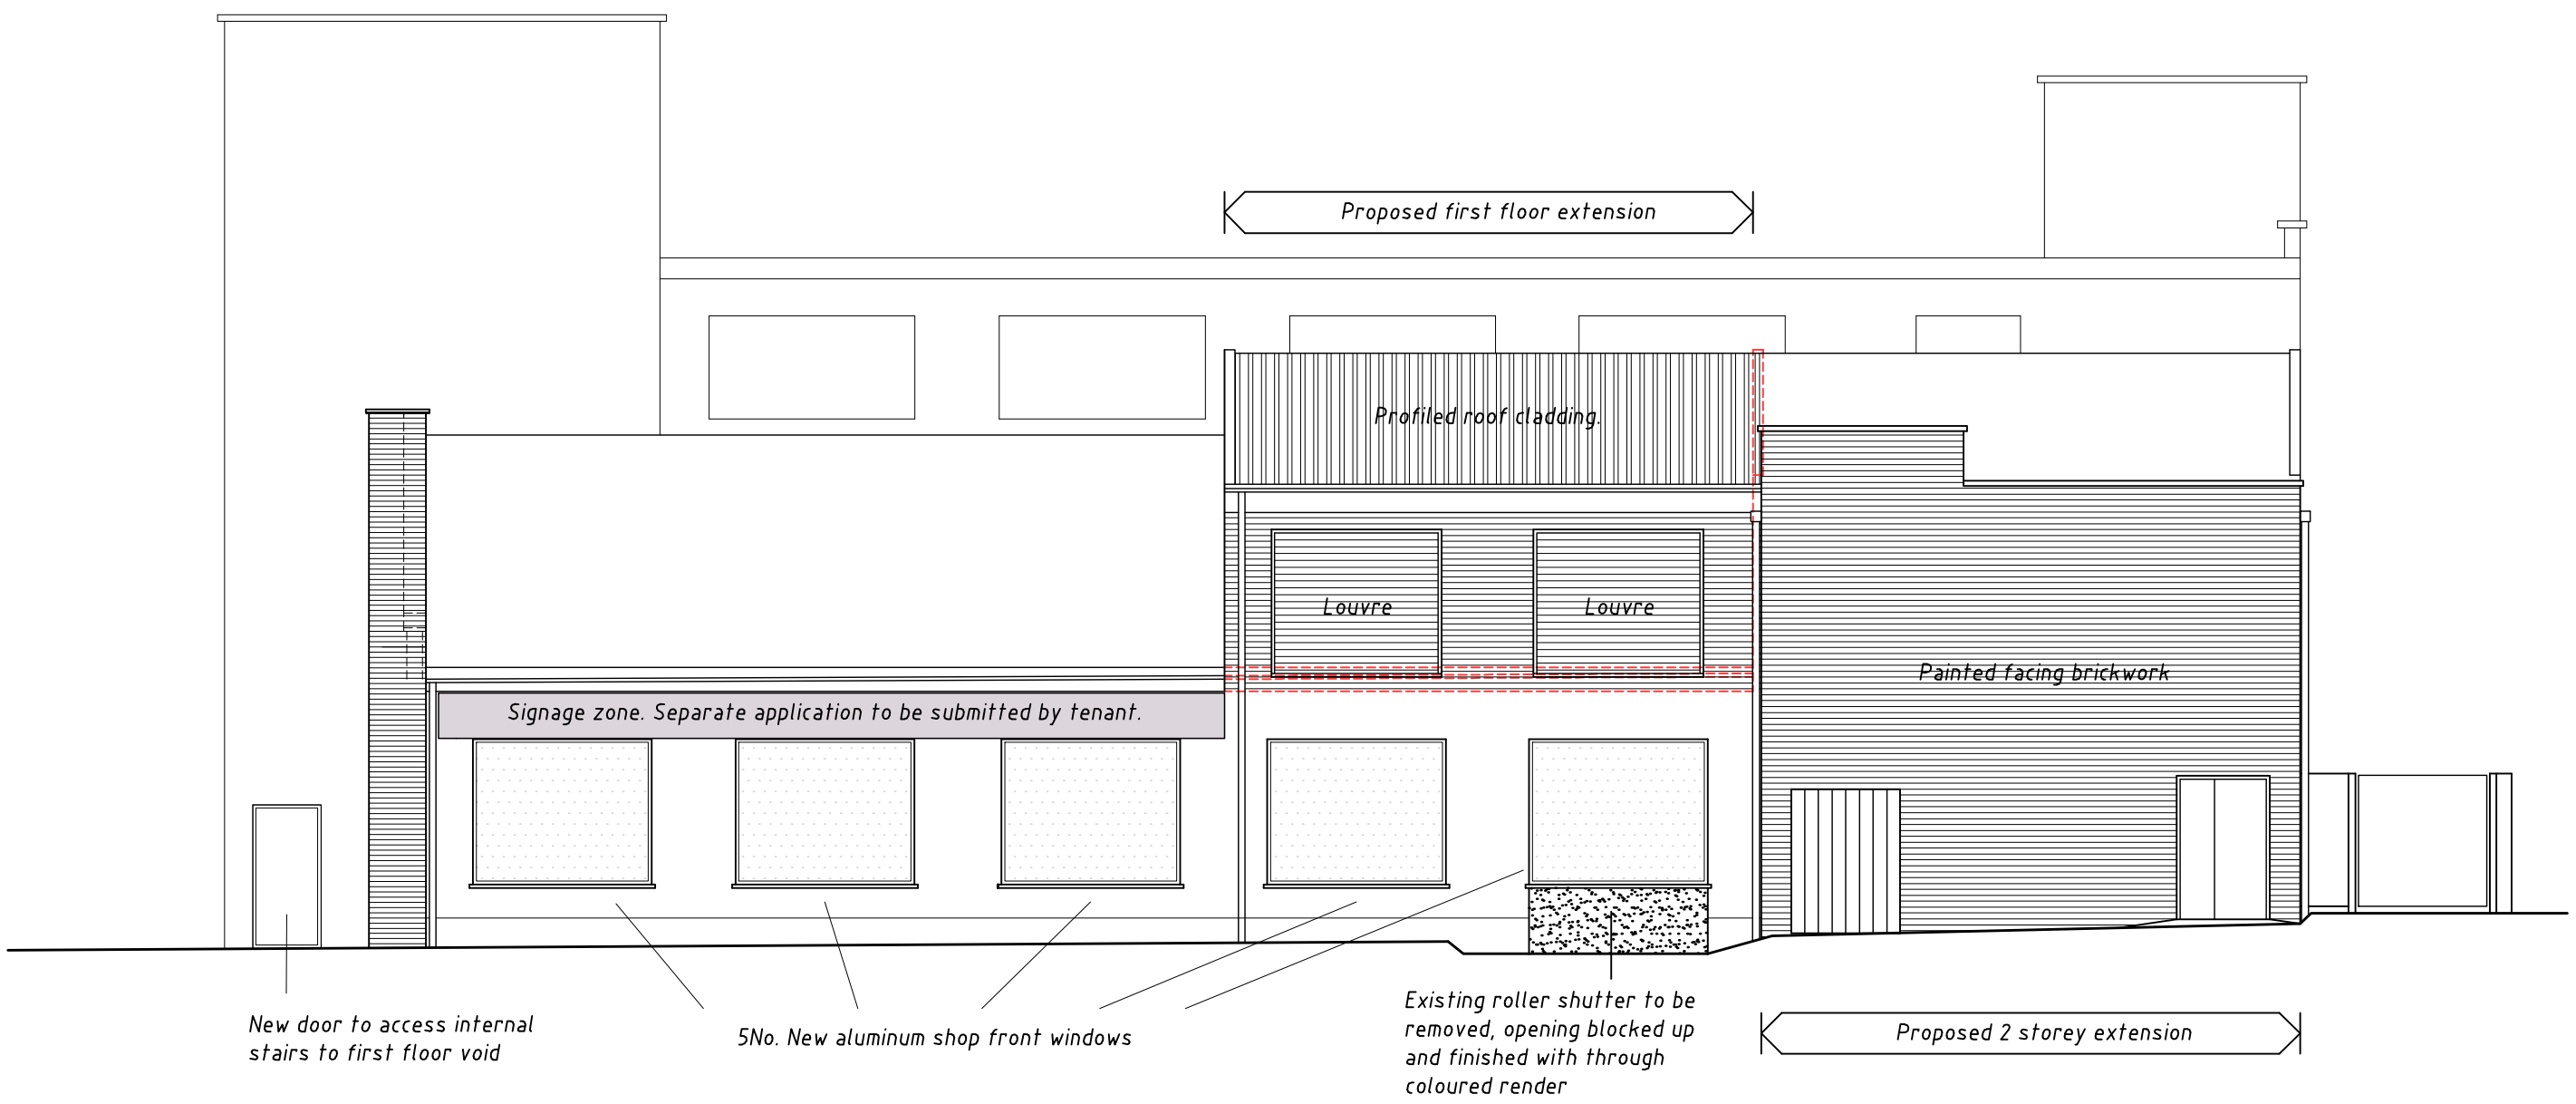 Proposed first floor extension
Profiled roof cladding.
Louvre
Louvre
Painted facing brickwork
Signage zone. Separate application to be submitted by tenant.
New door to access internal
stairs to first floor void
5No. New aluminum shop front windows
Existing roller shutter to be
removed, opening blocked up
and finished with through
coloured render
Proposed 2 storey extension